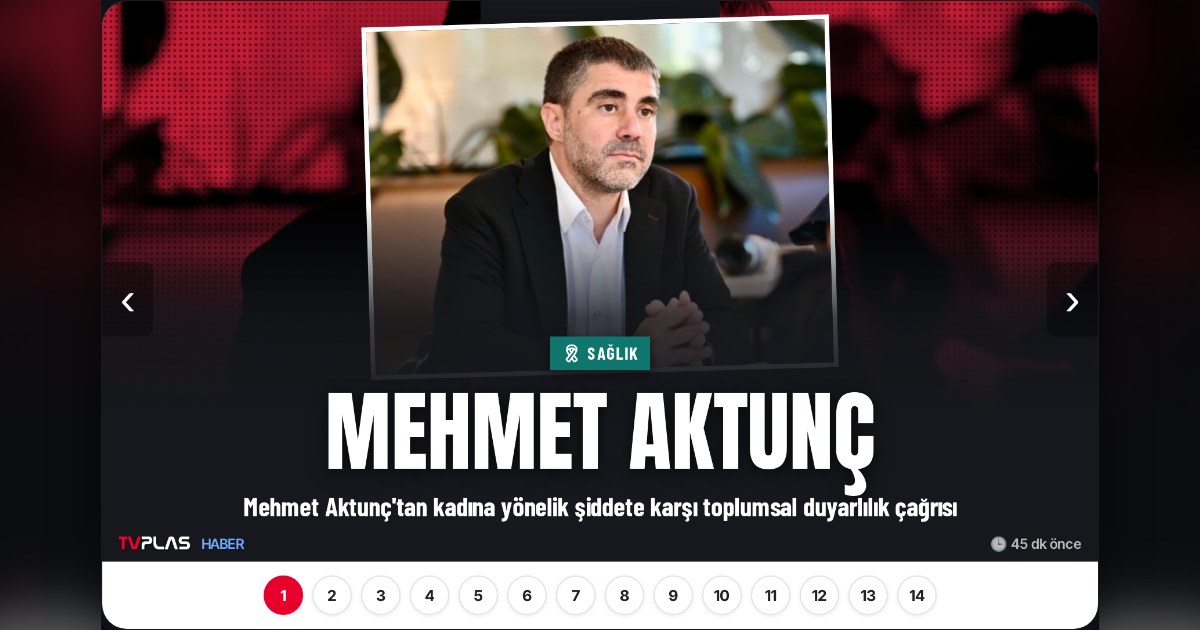 SAĞLIK
MEHMET AKTUNÇ
Mehmet Aktunç'tan kadına yönelik şiddete karşı toplumsal duyarlılık çağrısı
TVPLAS HABER
45 dk önce
1 2 3 4 5 6 7 8 9 10 11 12 13 14